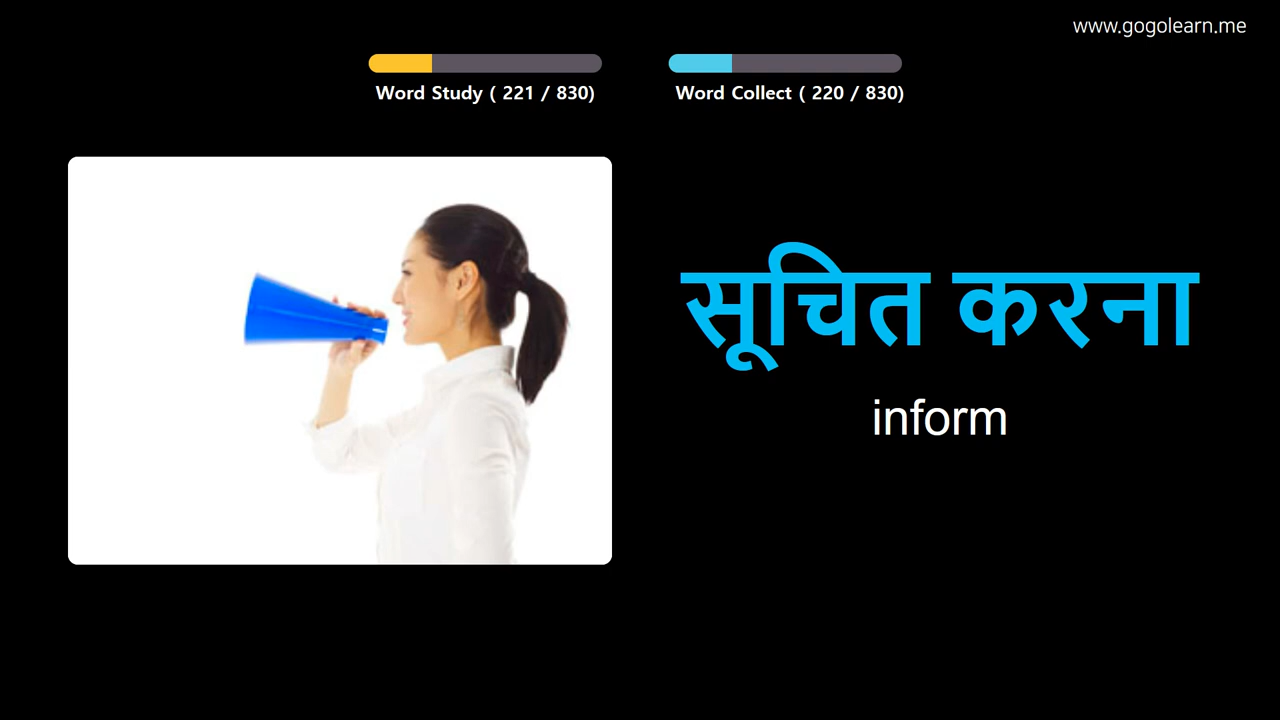 www.gogolearn.me
Word Study ( 221 / 830)
Word Collect ( 220 / 830)
सूचित करना
inform